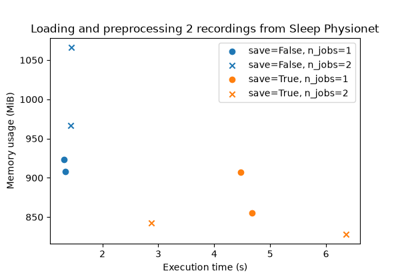 Loading and preprocessing 2 recordings from Sleep Physionet
save=False, n_jobs=1
save=False, n_jobs=2
save=True, n_jobs=1
save=True, n_jobs=2
Memory usage (MiB)
1050
1000
950
900
850
2 3 4 5 6
Execution time (s)